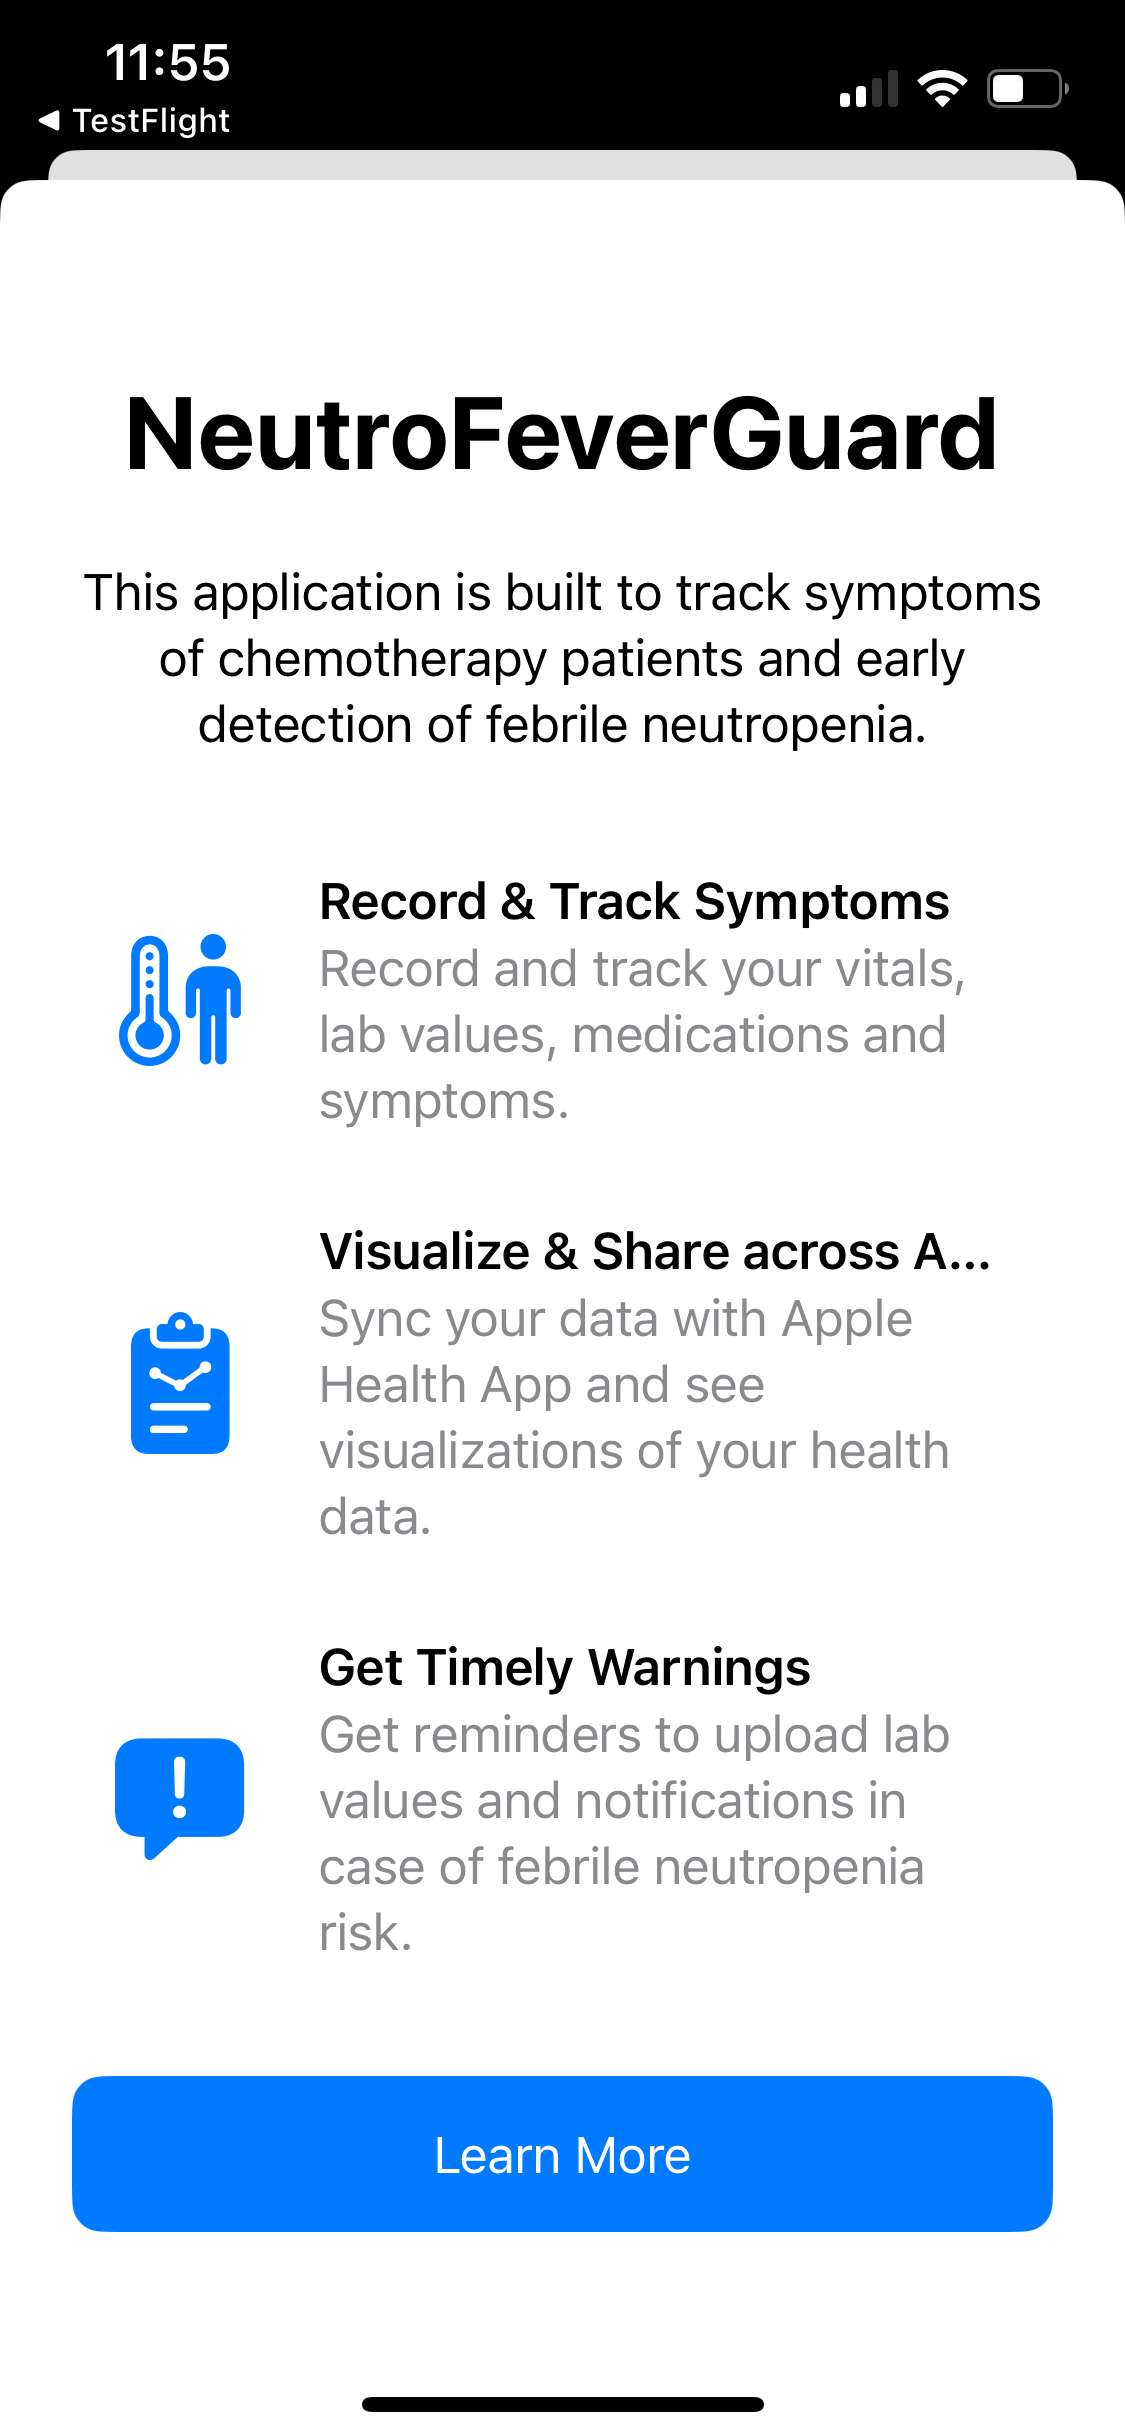 11:55
◀ TestFlight
NeutroFeverGuard
This application is built to track symptoms
of chemotherapy patients and early
detection of febrile neutropenia.
Record & Track Symptoms
Record and track your vitals,
lab values, medications and
symptoms.
Visualize & Share across A...
Sync your data with Apple
Health App and see
visualizations of your health
data.
Get Timely Warnings
Get reminders to upload lab
values and notifications in
case of febrile neutropenia
risk.
Learn More